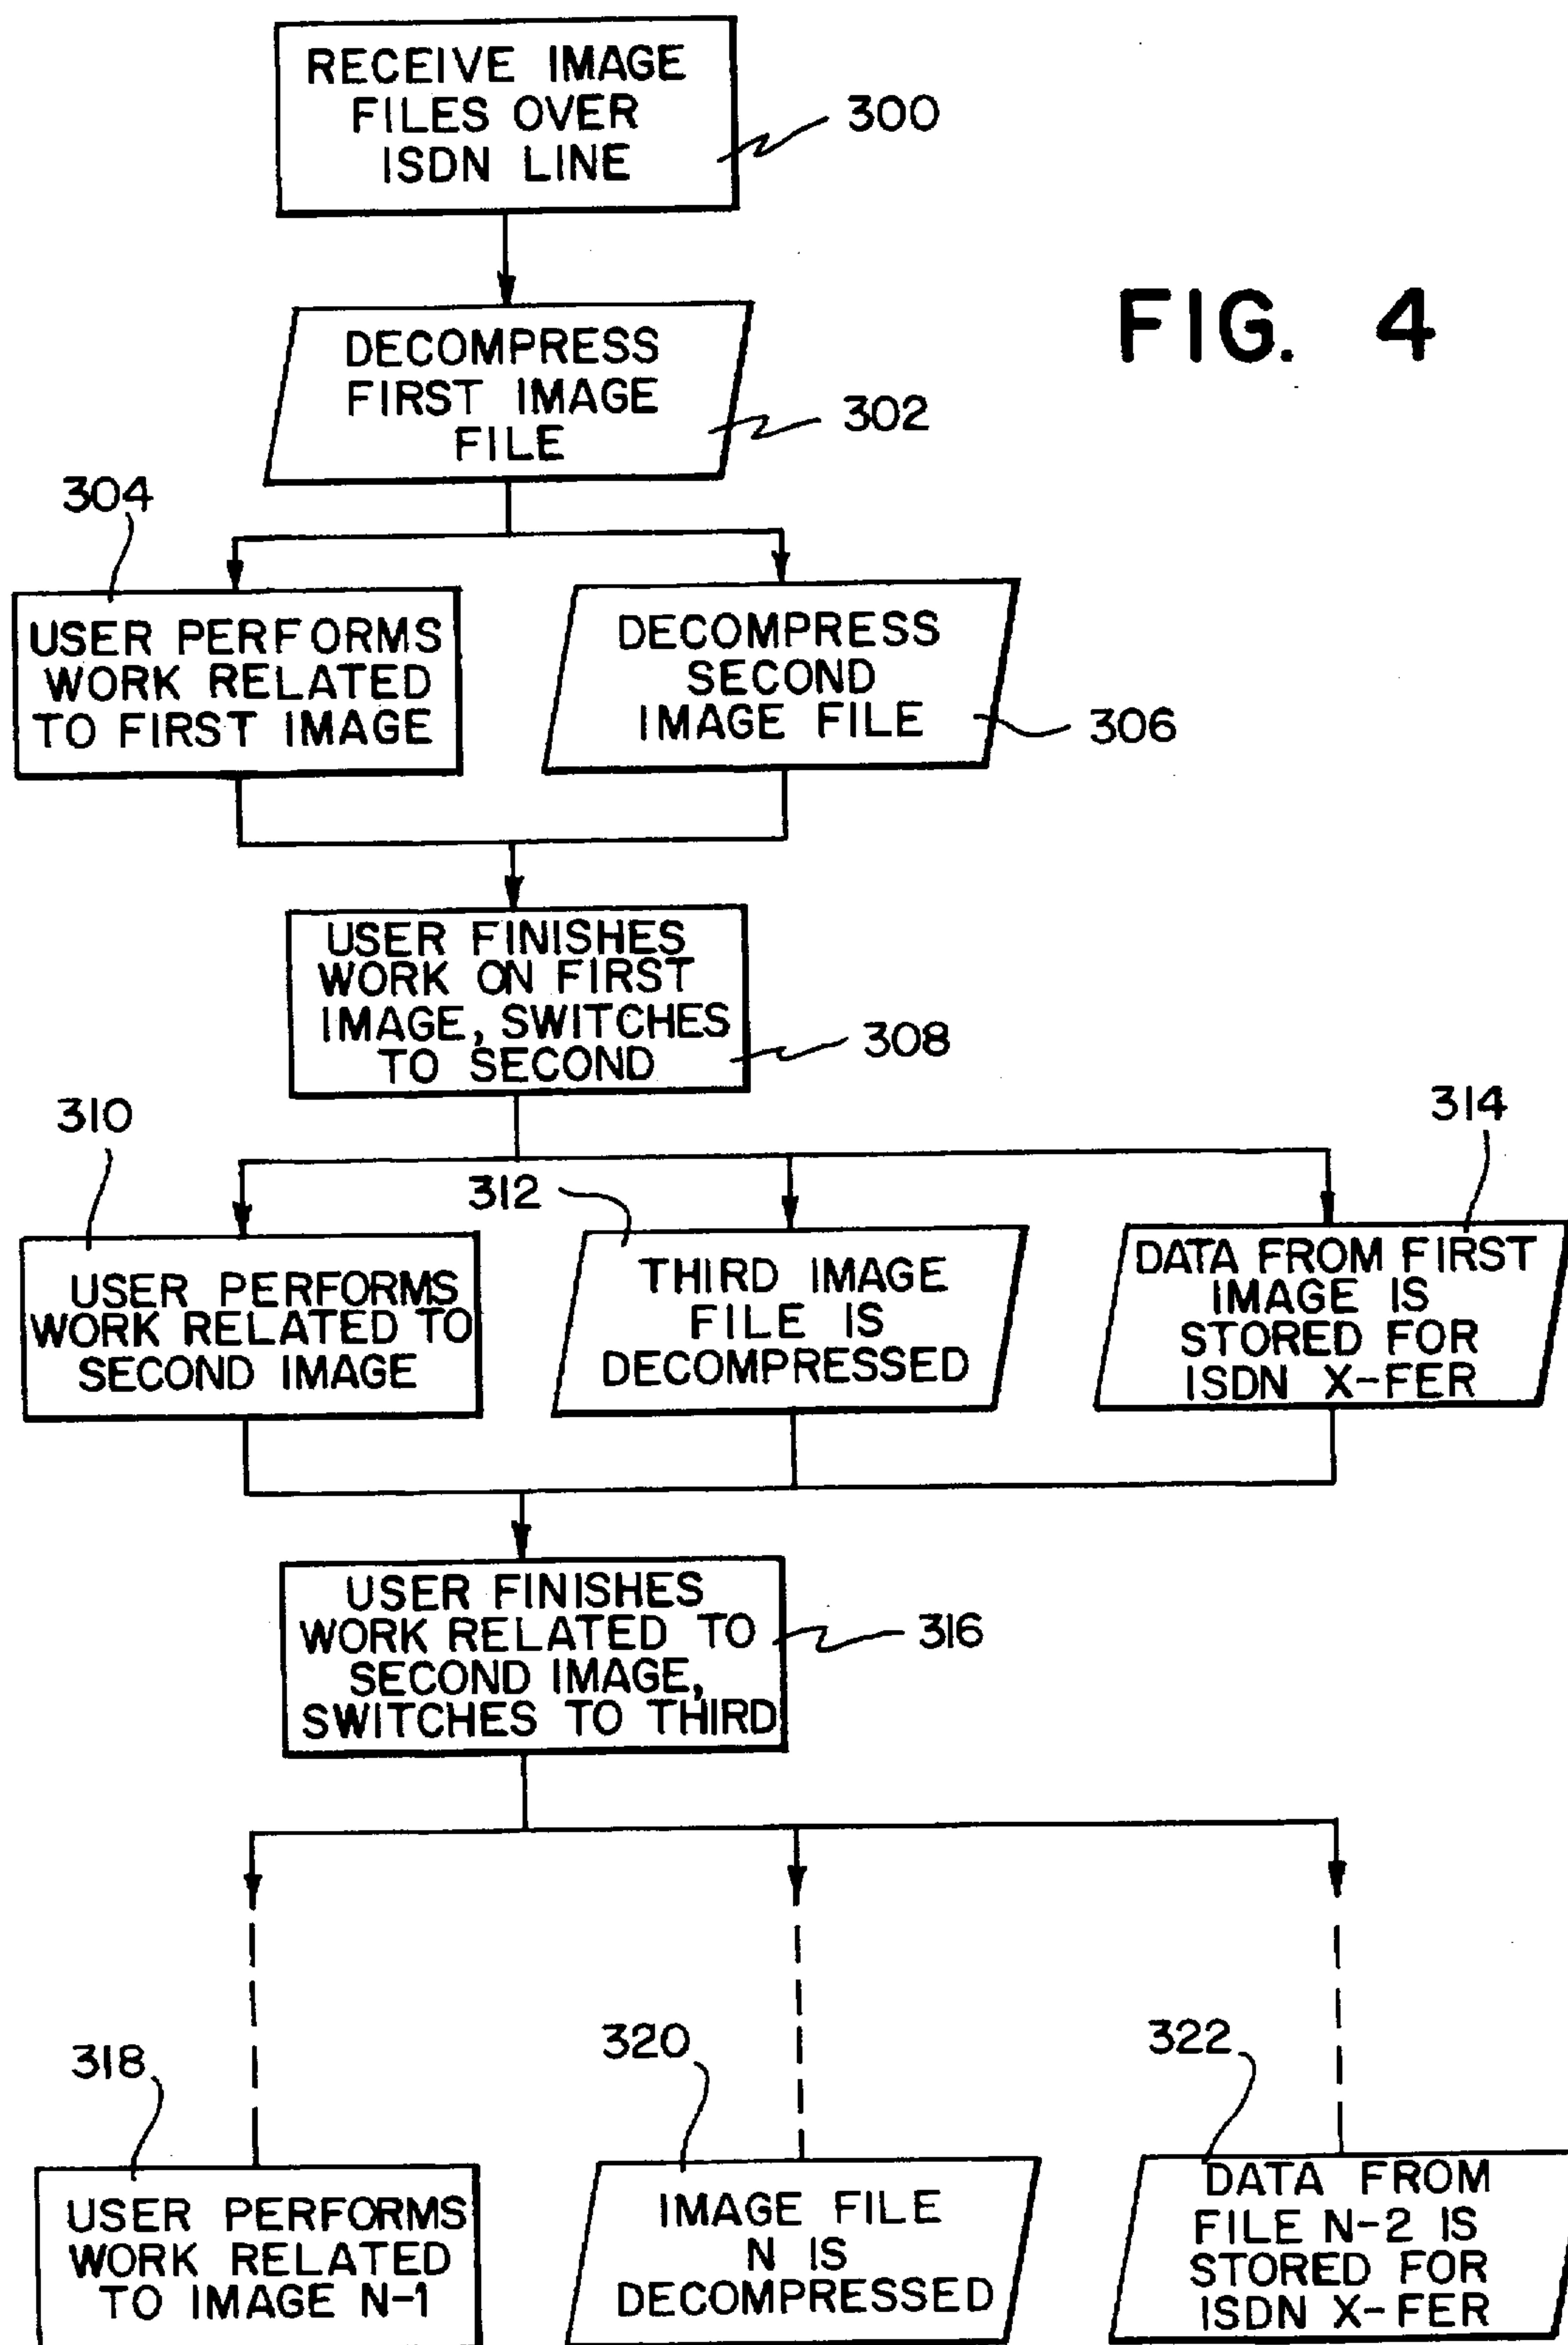 RECEIVE IMAGE
FILES OVER
ISDN LINE
300
FIG. 4
DECOMPRESS
FIRST IMAGE
FILE
302
304
USER PERFORMS
WORK RELATED
TO FIRST IMAGE
DECOMPRESS
SECOND
IMAGE FILE
306
USER FINISHES
WORK ON FIRST
IMAGE, SWITCHES
TO SECOND
308
310
USER PERFORMS
WORK RELATED TO
SECOND IMAGE
312
THIRD IMAGE
FILE IS
DECOMPRESSED
314
DATA FROM FIRST
IMAGE IS
STORED FOR
ISDN X-FER
USER FINISHES
WORK RELATED TO
SECOND IMAGE,
SWITCHES TO THIRD
316
318
USER PERFORMS
WORK RELATED
TO IMAGE N-1
320
IMAGE FILE
N IS
DECOMPRESSED
322
DATA FROM
FILE N-2 IS
STORED FOR
ISDN X-FER